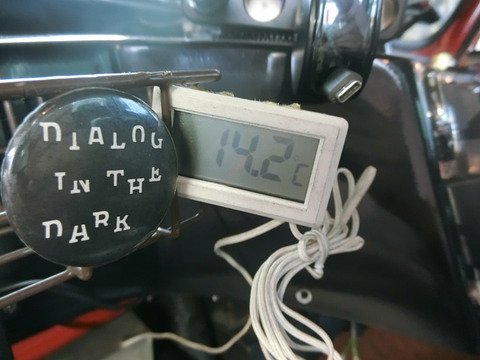 DIALOG
IN THE
DARK
14.2C